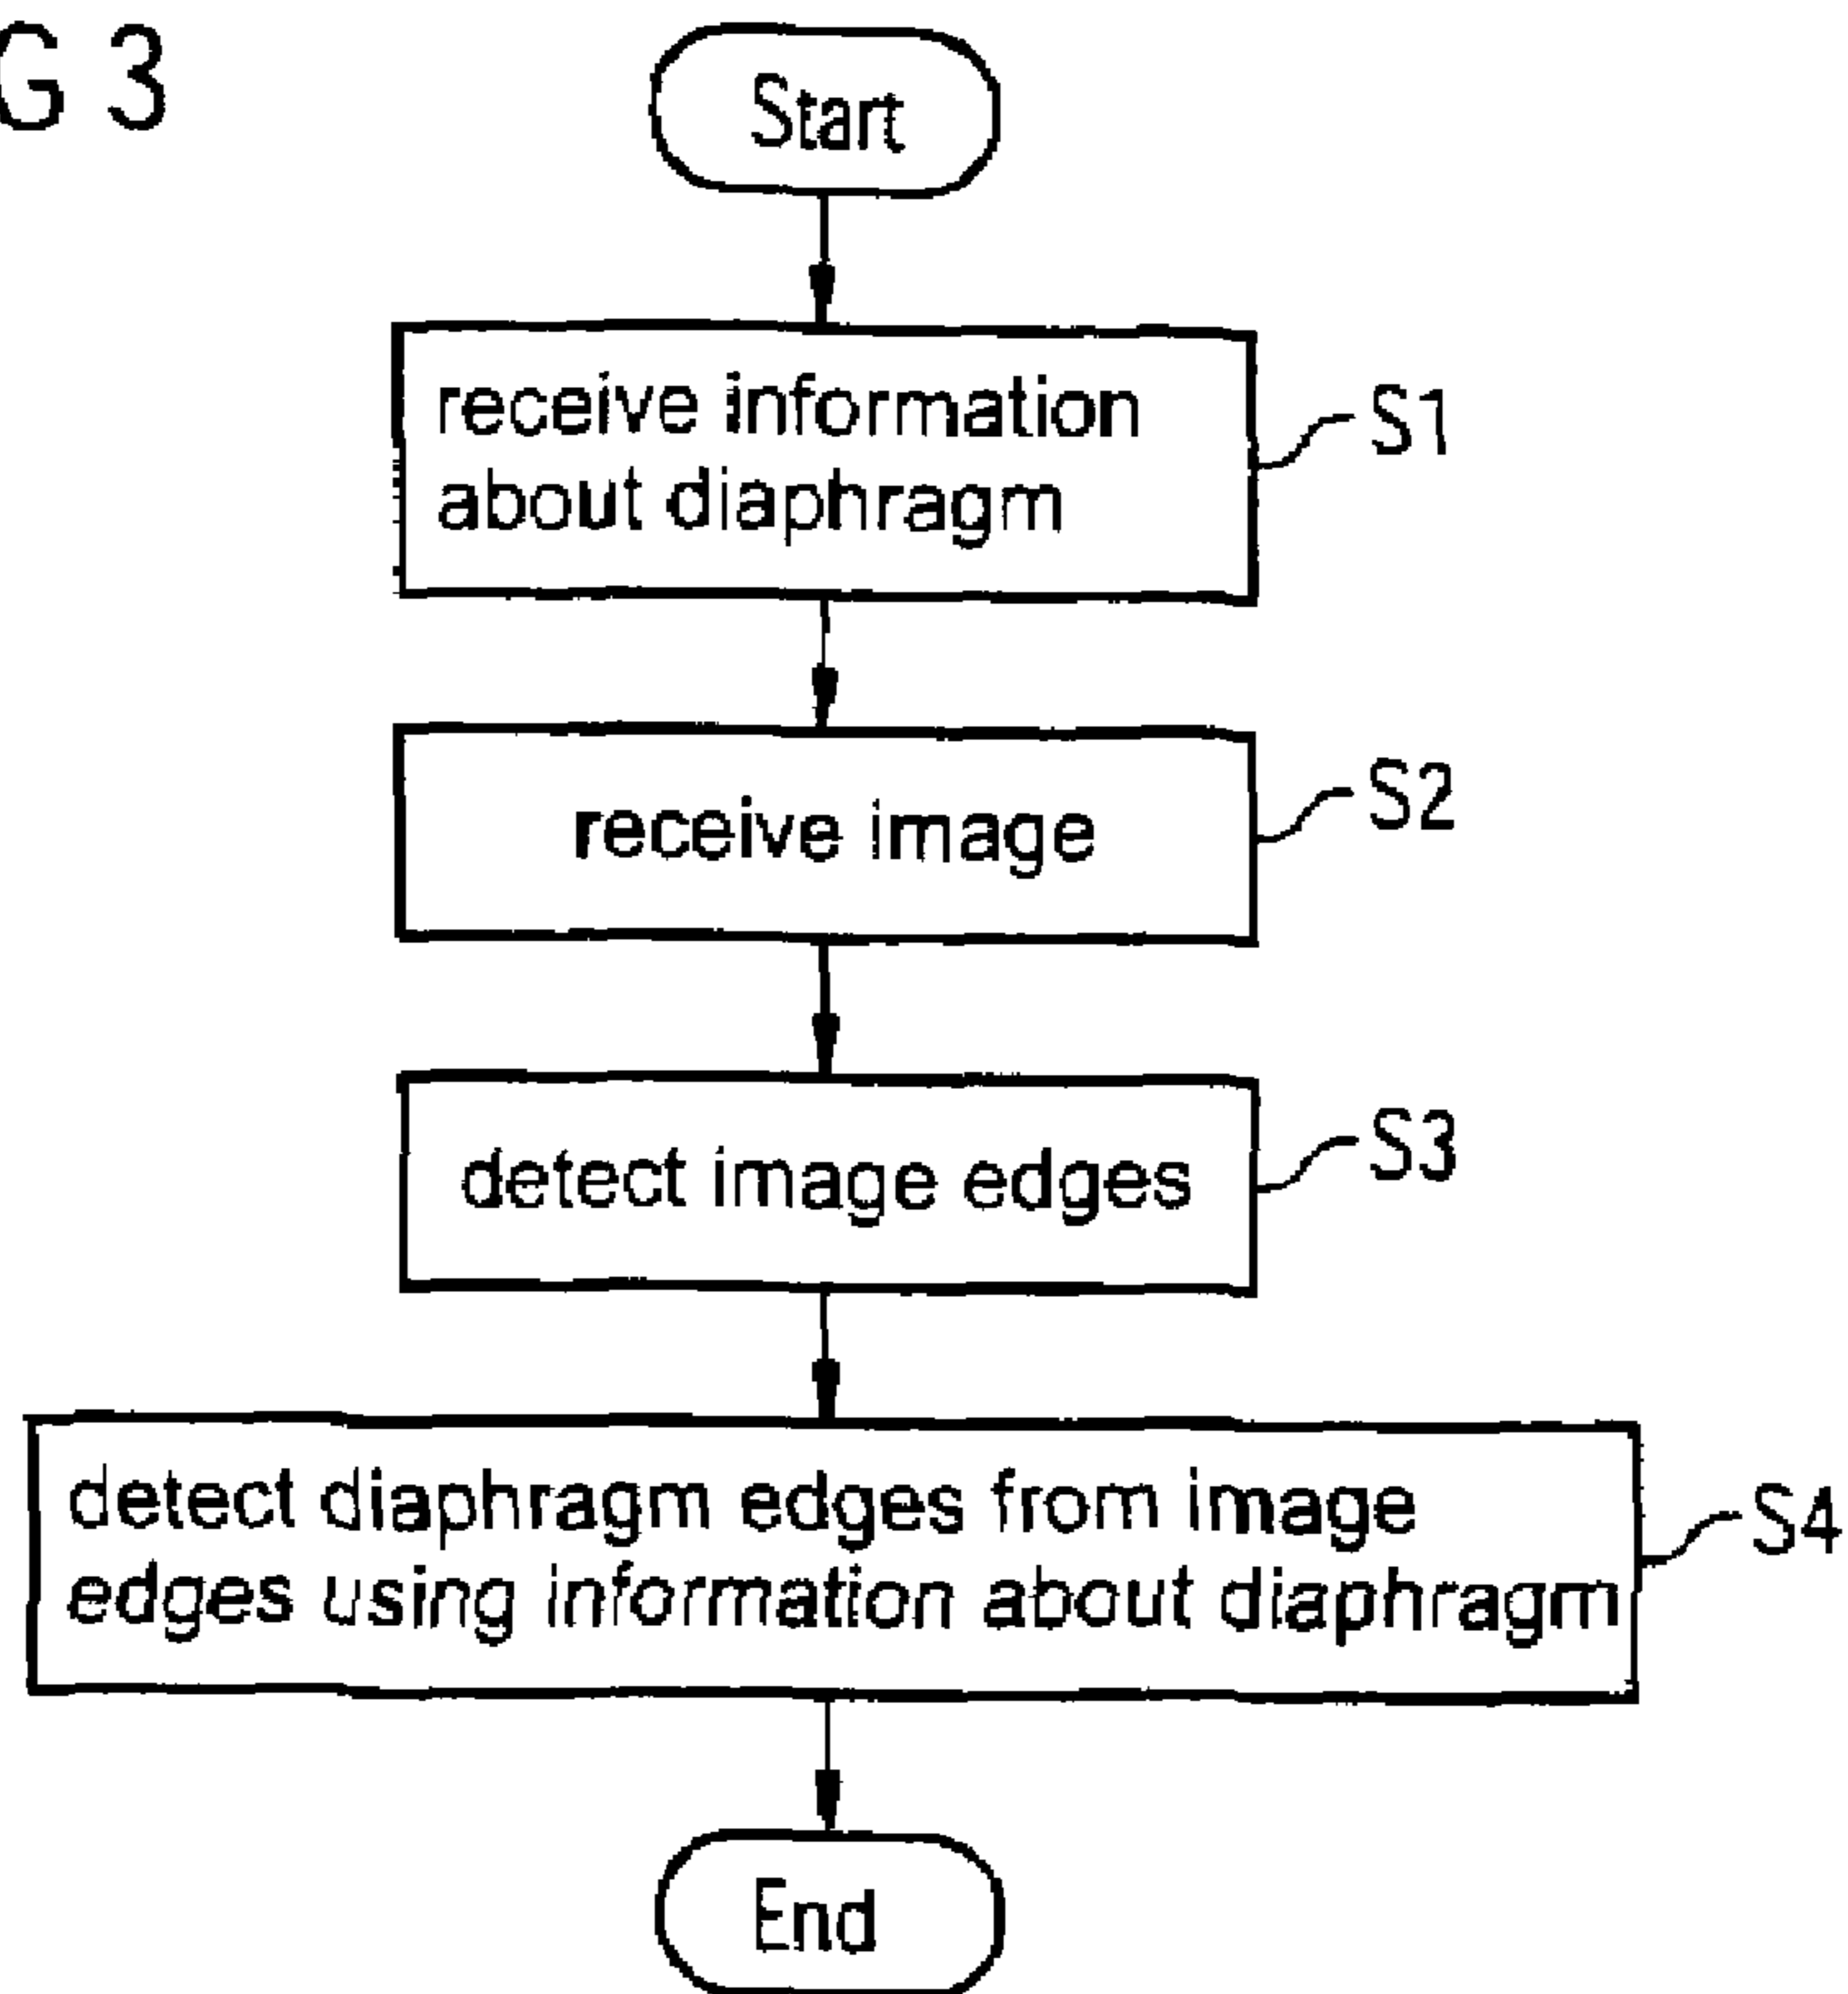 G 3
Start
receive information
about diaphragm
S1
receive image
S2
detect image edges
S3
detect diaphragm edges from image
edges using information about diaphragm
S4
End